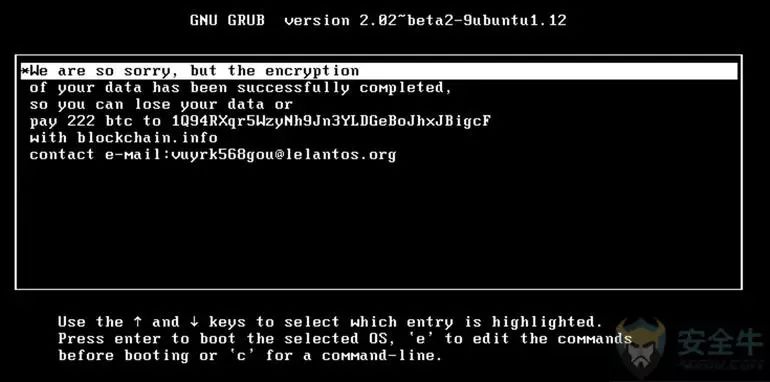 GNU GRUB version 2.02~beta2-9ubuntu1.12
*We are so sorry, but the encryption
of your data has been successfully completed,
so you can lose your data or
pay 222 btc to 1Q94RXqr5WzyNh9Jn3YLDGeBoJhxJBigcF
with blockchain.info
contact e-mail:vuyrk568gou@lelantos.org
Use the ↑ and ↓ keys to select which entry is highlighted.
Press enter to boot the selected OS, `e' to edit the commands
before booting or `c' for a command-line.
安全牛